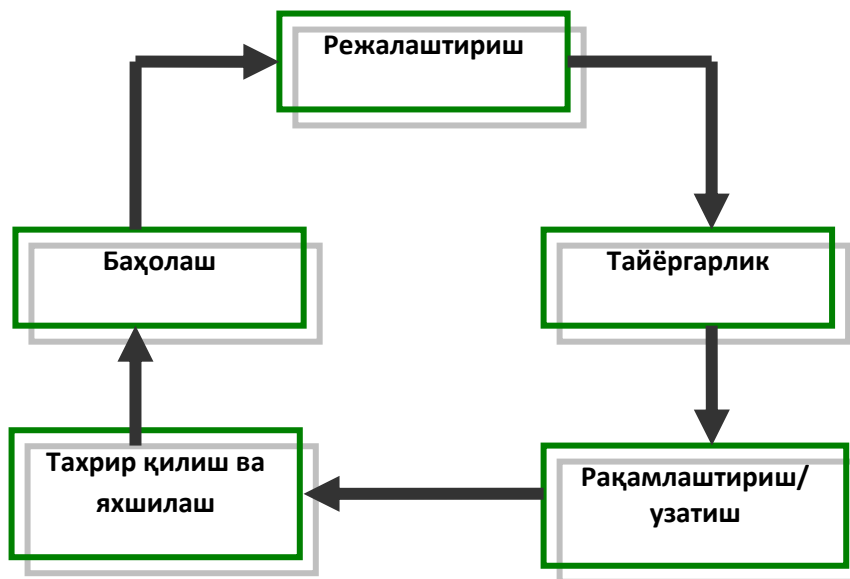 Режалаштириш
Баҳолаш
Тайёргарлик
Тахрир қилиш ва
яхшилаш
Рақамлаштириш/
узатиш